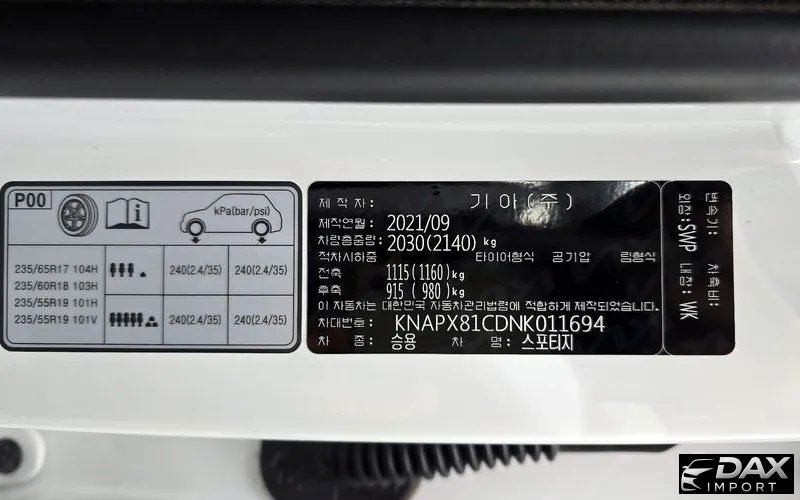 P00
kPa(bar/psi)
235/65R17 104H
235/60R18 103H
235/55R19 101H
235/55R19 101V
240(2.4/35) 240(2.4/35)
240(2.4/35) 240(2.4/35)
제 작 자 : 기 아 ( 주 )
제작연월: 2021/09
차량총중량: 2030(2140) kg
적차시하중 타이어형식 공기압 림형식
전축 1115(1160)kg
후축 915 ( 980)kg
이 자동차는 대한민국 자동차관리법령에 적합하게 제작되었음.
차대번호: KNAPX81CDNK011694
차 종: 승용 차 명: 스포티지
변속기: 차축비:
외장: SWP 내장: WK
DAX
IMPORT